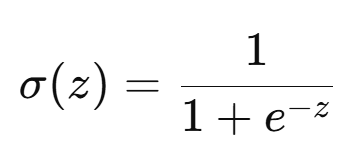 σ(z) = 1 / (1 + e^{-z})